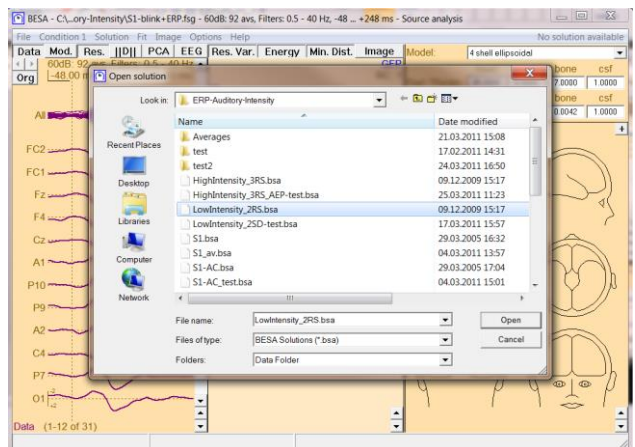 BESA - C:\...ory-Intensity\S1-blink+ERP.fsg - 60dB: 92 avs, Filters: 0.5 - 40 Hz, -48 ... +248 ms - Source analysis
File Condition 1 Solution Fit Image Options Help No solution available
Data Mod. Res. ||D|| PCA EEG Res. Var. Energy Min. Dist. Image Model: 4 shell ellipsoidal
60dB: 92 avs, Filters: 0.5 - 40 Hz
Org -48.00 bone csf
7.0000 1.0000
bone csf
0.0042 1.0000
Open solution
Look in: ERP-Auditory-Intensity
Name Date modified
Averages 21.03.2011 15:08
test 17.02.2011 14:31
test2 24.03.2011 16:50
HighIntensity_3RS.bsa 09.12.2009 15:17
HighIntensity_3RS_AEP-test.bsa 25.03.2011 11:23
LowIntensity_2RS.bsa 09.12.2009 15:17
LowIntensity_2SD-test.bsa 17.03.2011 15:57
S1.bsa 29.03.2005 16:32
S1_av.bsa 04.03.2011 13:57
S1-AC.bsa 29.03.2005 17:04
S1-AC_test.bsa 04.03.2011 15:01
Recent Places
Desktop
Libraries
Computer
Network
File name: LowIntensity_2RS.bsa Open
Files of type: BESA Solutions (*.bsa) Cancel
Folders: Data Folder
All
FC2
FC1
Fz
F4
Cz
A1
P10
P9
A2
C4
P7
O1
Data (1-12 of 31)